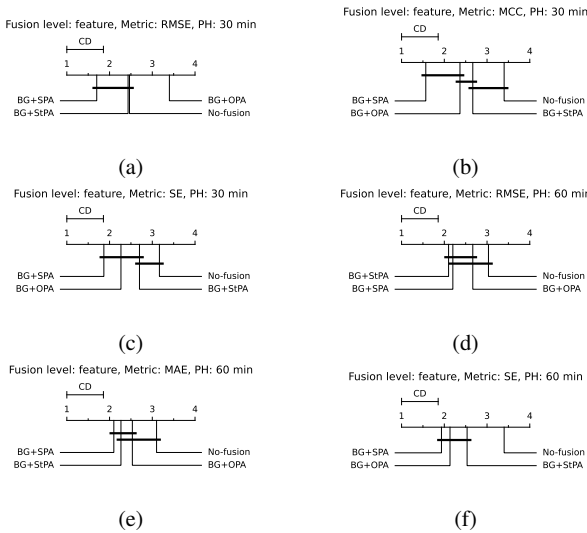 Fusion level: feature, Metric: RMSE, PH: 30 min
CD
1 2 3 4
BG+SPA BG+OPA
BG+StPA No-fusion
(a)
Fusion level: feature, Metric: MCC, PH: 30 min
CD
1 2 3 4
BG+SPA No-fusion
BG+OPA BG+StPA
(b)
Fusion level: feature, Metric: SE, PH: 30 min
CD
1 2 3 4
BG+SPA No-fusion
BG+OPA BG+StPA
(c)
Fusion level: feature, Metric: RMSE, PH: 60 min
CD
1 2 3 4
BG+StPA No-fusion
BG+SPA BG+OPA
(d)
Fusion level: feature, Metric: MAE, PH: 60 min
CD
1 2 3 4
BG+SPA No-fusion
BG+StPA BG+OPA
(e)
Fusion level: feature, Metric: SE, PH: 60 min
CD
1 2 3 4
BG+SPA No-fusion
BG+OPA BG+StPA
(f)